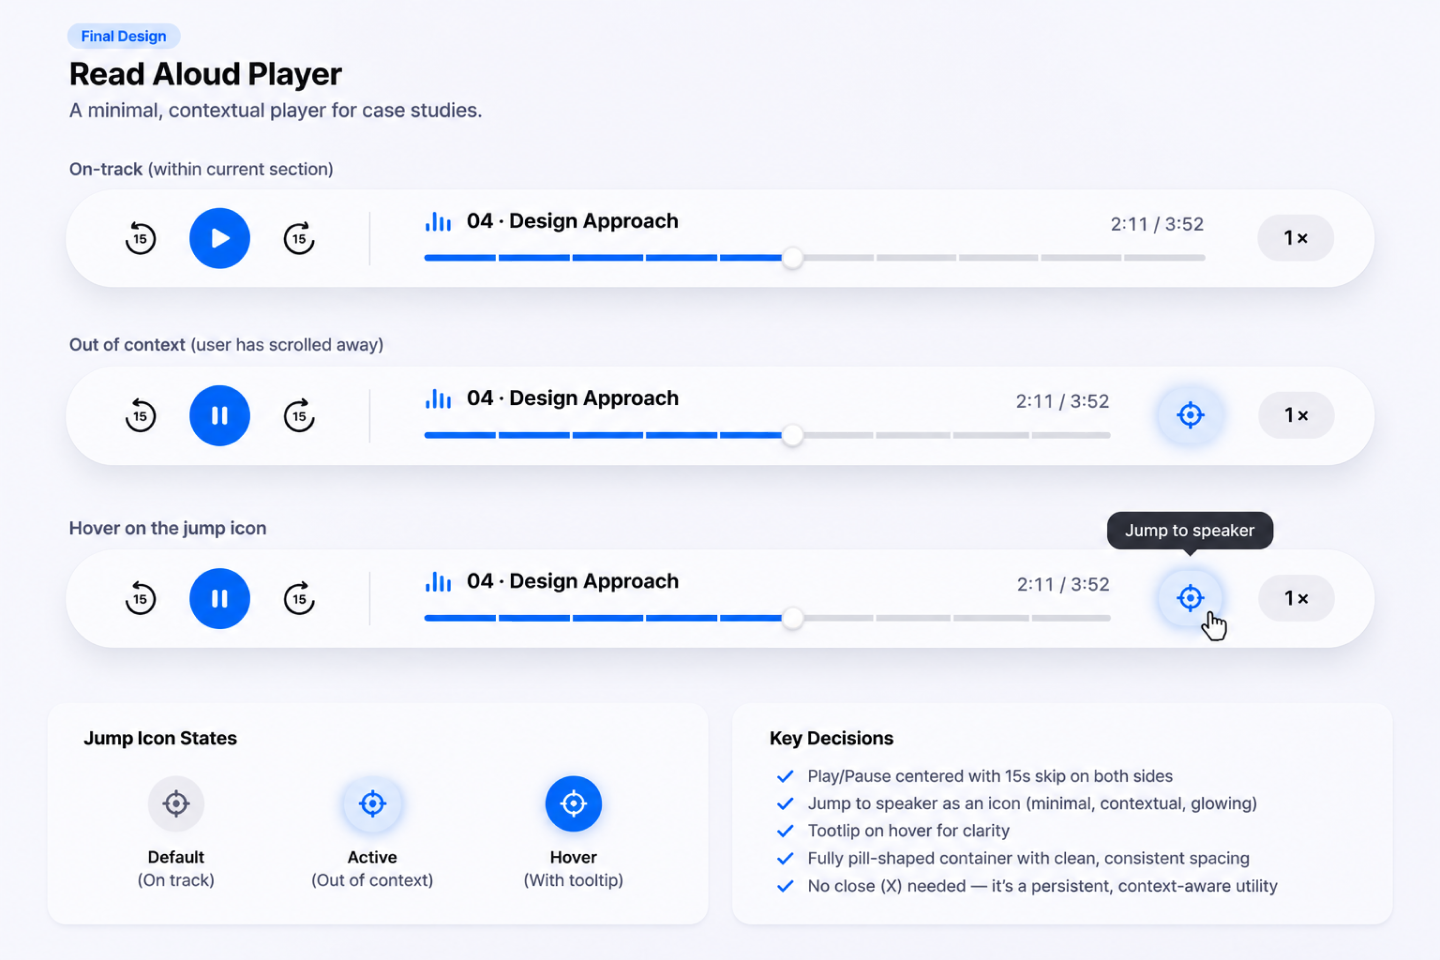 Final Design
Read Aloud Player
A minimal, contextual player for case studies.
On-track (within current section)
15
15
04 · Design Approach
2:11 / 3:52
1×
Out of context (user has scrolled away)
15
15
04 · Design Approach
2:11 / 3:52
1×
Hover on the jump icon
Jump to speaker
15
15
04 · Design Approach
2:11 / 3:52
1×
Jump Icon States
Default
(On track)
Active
(Out of context)
Hover
(With tooltip)
Key Decisions
Play/Pause centered with 15s skip on both sides
Jump to speaker as an icon (minimal, contextual, glowing)
Tootlip on hover for clarity
Fully pill-shaped container with clean, consistent spacing
No close (X) needed — it's a persistent, context-aware utility